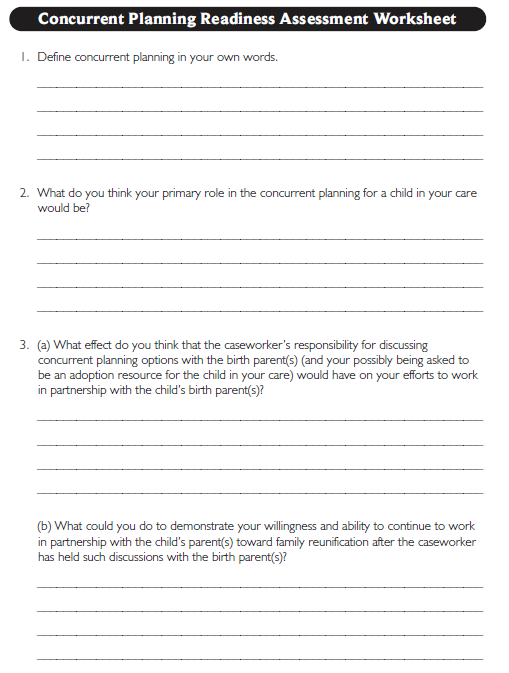 Concurrent Planning Readiness Assessment Worksheet
1. Define concurrent planning in your own words.
2. What do you think your primary role in the concurrent planning for a child in your care
would be?
3. (a) What effect do you think that the caseworker's responsibility for discussing
concurrent planning options with the birth parent(s) (and your possibly being asked to
be an adoption resource for the child in your care) would have on your efforts to work
in partnership with the child's birth parent(s)?
(b) What could you do to demonstrate your willingness and ability to continue to work
in partnership with the child's parent(s) toward family reunification after the caseworker
has held such discussions with the birth parent(s)?